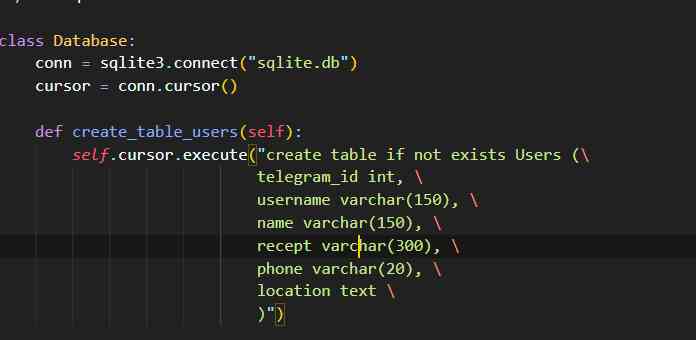 class Database:
    conn = sqlite3.connect("sqlite.db")
    cursor = conn.cursor()
    def create_table_users(self):
        self.cursor.execute("create table if not exists Users (\
                            telegram_id int, \
                            username varchar(150), \
                            name varchar(150), \
                            recept varchar(300), \
                            phone varchar(20), \
                            location text \
                            )")